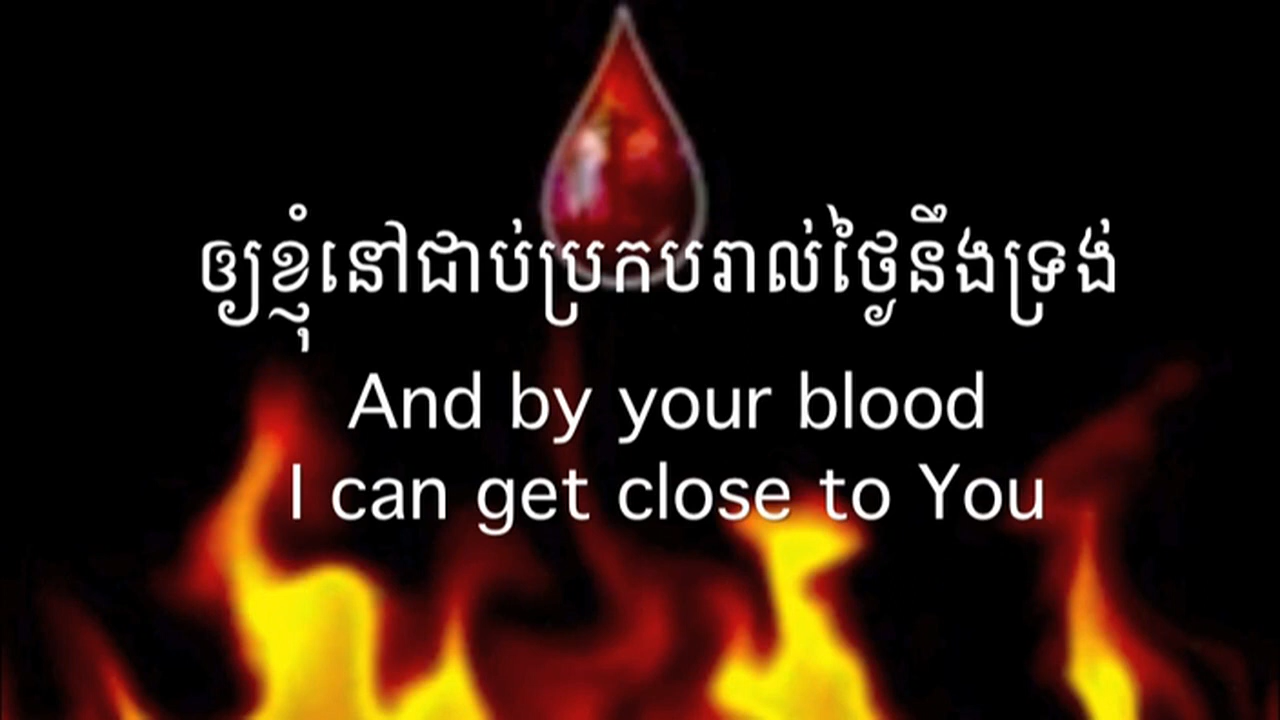 ឲ្យខ្ញុំនៅជាប់ប្រកបរាល់ថ្ងៃនឹងទ្រង់
And by your blood
I can get close to You